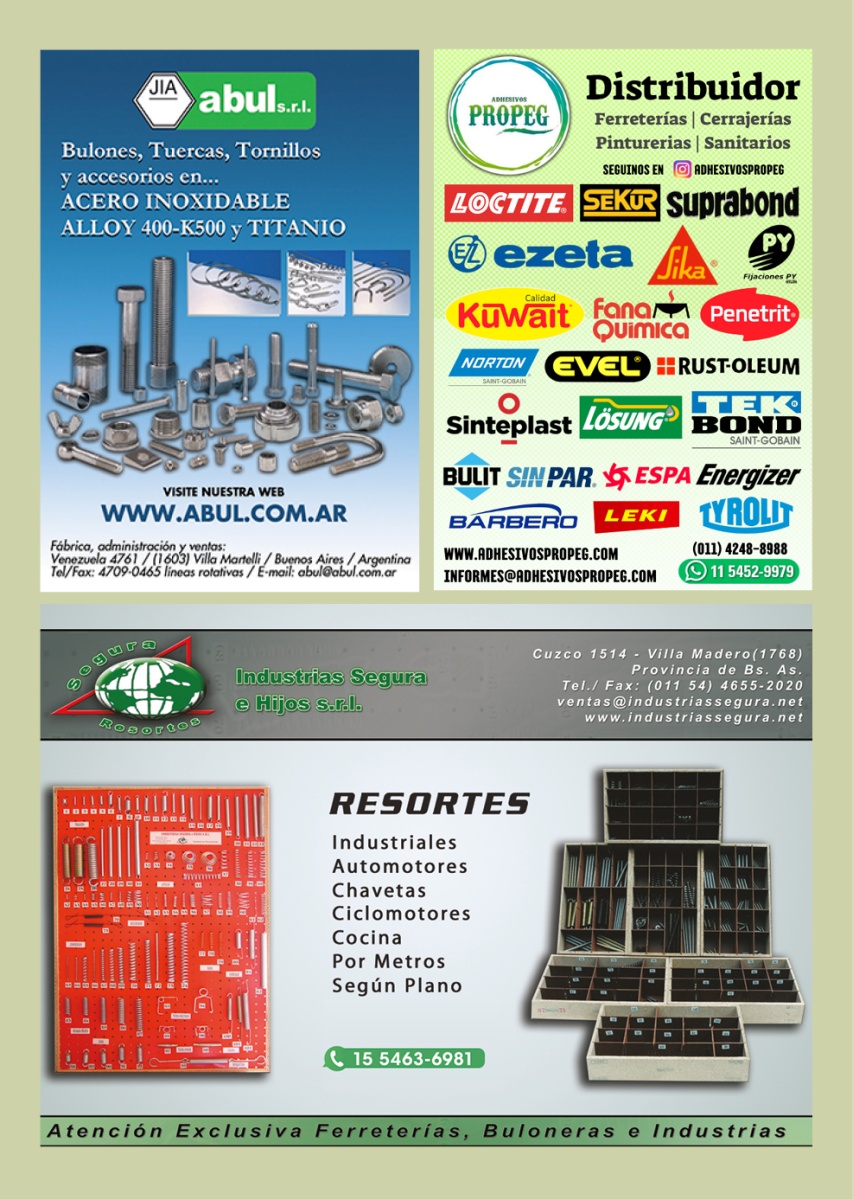 JIA
abul s.r.l.
Bulones, Tuercas, Tornillos
y accesorios en...
ACERO INOXIDABLE
ALLOY 400-K500 y TITANIO
VISITE NUESTRA WEB
WWW.ABUL.COM.AR
Fábrica, administración y ventas:
Venezuela 4761 / (1603) Villa Martelli / Buenos Aires / Argentina
Tel/Fax: 4709-0465 líneas rotativas / E-mail: abul@abul.com.ar
ADHESIVOS
PROPEG
Distribuidor
Ferreterías | Cerrajerías
Pinturerias | Sanitarios
SEGUINOS EN ADHESIVOSPROPEG
LOCTITE SEKUR suprabond
EZ ezeta Sika® PY
Fijaciones PY
Calidad
Kuwait Fana Química Penetrit®
NORTON EVEL® RUST-OLEUM
SAINT-GOBAIN
Sinteplast LÖSUNG TEK BOND
SAINT-GOBAIN
BULIT SIN PAR® ESPA Energizer
BARBERO LEKI TYROLIT
WWW.ADHESIVOSPROPEG.COM
INFORMES@ADHESIVOSPROPEG.COM
(011) 4248-8988
11 5452-9979
Segura
Resortes
Industrias Segura
e Hijos s.r.l.
Cuzco 1514 - Villa Madero(1768)
Provincia de Bs. As.
Tel./ Fax: (011 54) 4655-2020
ventas@industriassegura.net
www.industriassegura.net
RESORTES
Industriales
Automotores
Chavetas
Ciclomotores
Cocina
Por Metros
Según Plano
15 5463-6981
Atención Exclusiva Ferreterías, Buloneras e Industrias